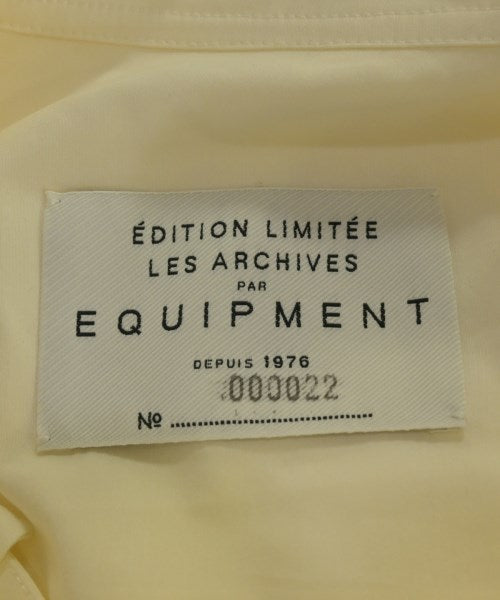 ÉDITION LIMITÉE
LES ARCHIVES
PAR
EQUIPMENT
DEPUIS 1976
000022
Nº ........................................